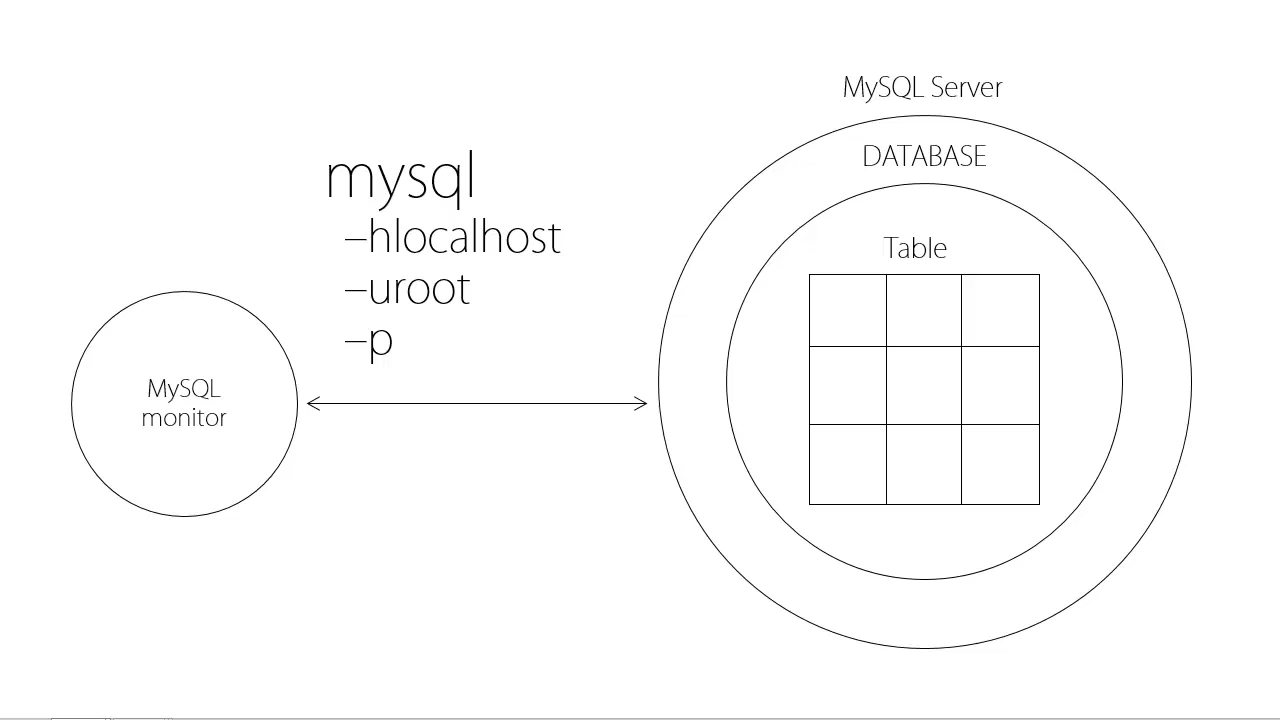 MySQL Server
DATABASE
mysql
–hlocalhost
–uroot
–p
Table
MySQL
monitor